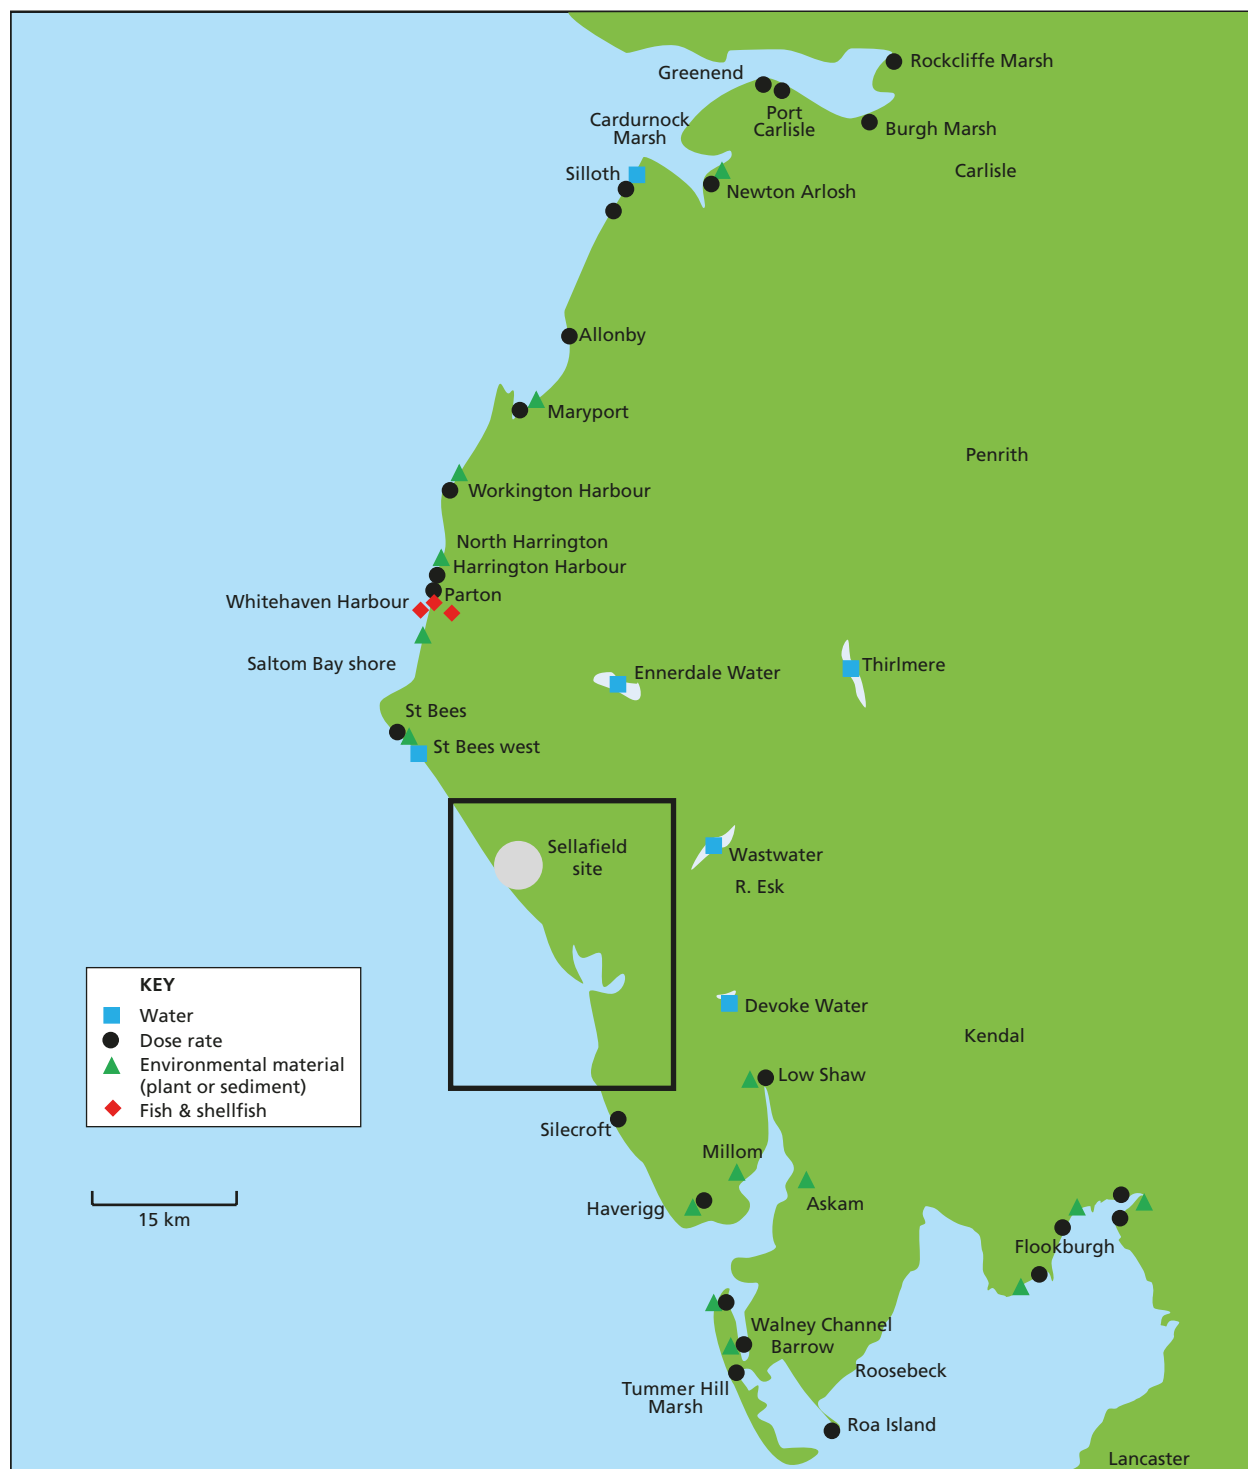 Rockcliffe Marsh
Greenend
Port
Carlisle
Cardurnock
Marsh
Burgh Marsh
Carlisle
Silloth
Newton Arlosh
Allonby
Maryport
Penrith
Workington Harbour
North Harrington
Harrington Harbour
Parton
Whitehaven Harbour
Saltom Bay shore
Ennerdale Water
Thirlmere
St Bees
St Bees west
Sellafield
site
Wastwater
R. Esk
KEY
Water
Dose rate
Environmental material
(plant or sediment)
Fish & shellfish
Devoke Water
Kendal
Low Shaw
Silecroft
Millom
Haverigg
Askam
15 km
Flookburgh
Walney Channel
Barrow
Roosebeck
Tummer Hill
Marsh
Roa Island
Lancaster